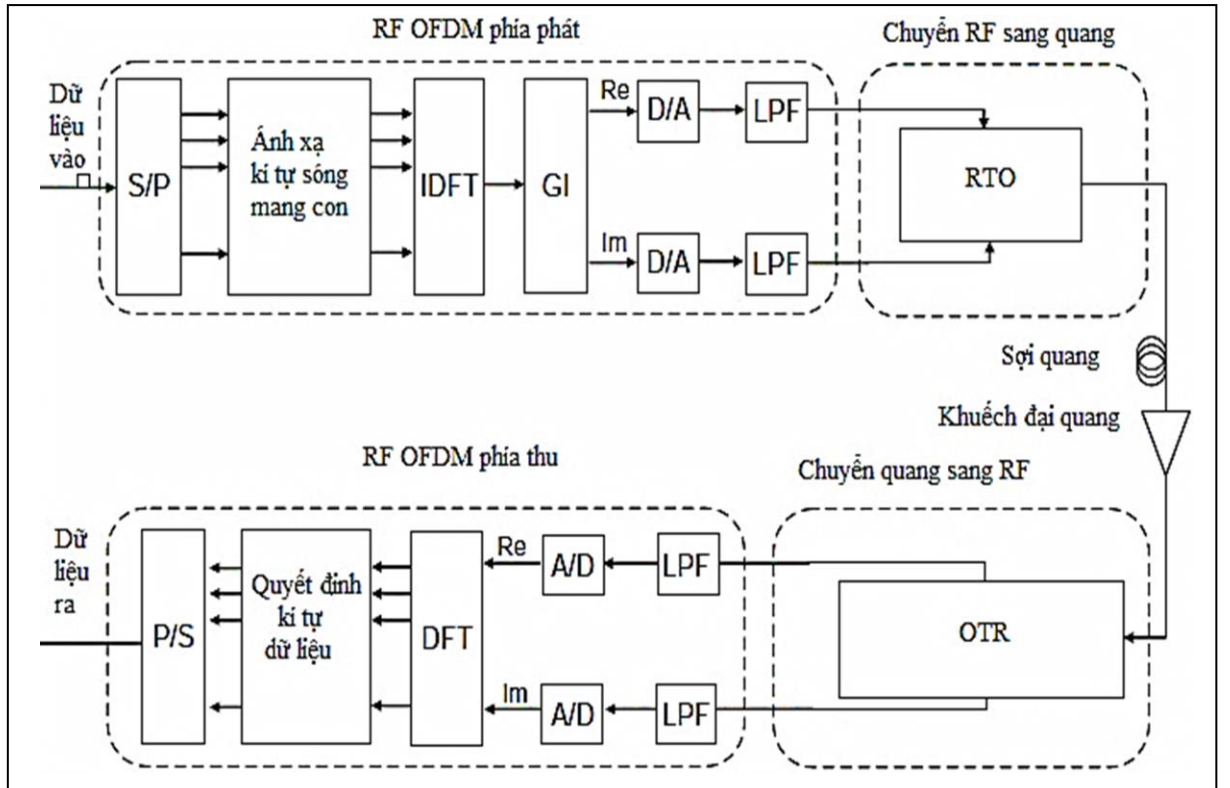 RF OFDM phía phát
Chuyển RF sang quang
Dữ
liệu
vào
S/P
Ánh xạ
kí tự sóng
mang con
IDFT
GI
Re
D/A
LPF
Im
D/A
LPF
RTO
Sợi quang
Khuếch đại quang
RF OFDM phía thu
Chuyển quang sang RF
Dữ
liệu
ra
P/S
Quyết đinh
kí tự
dữ liệu
DFT
Re
A/D
LPF
Im
A/D
LPF
OTR